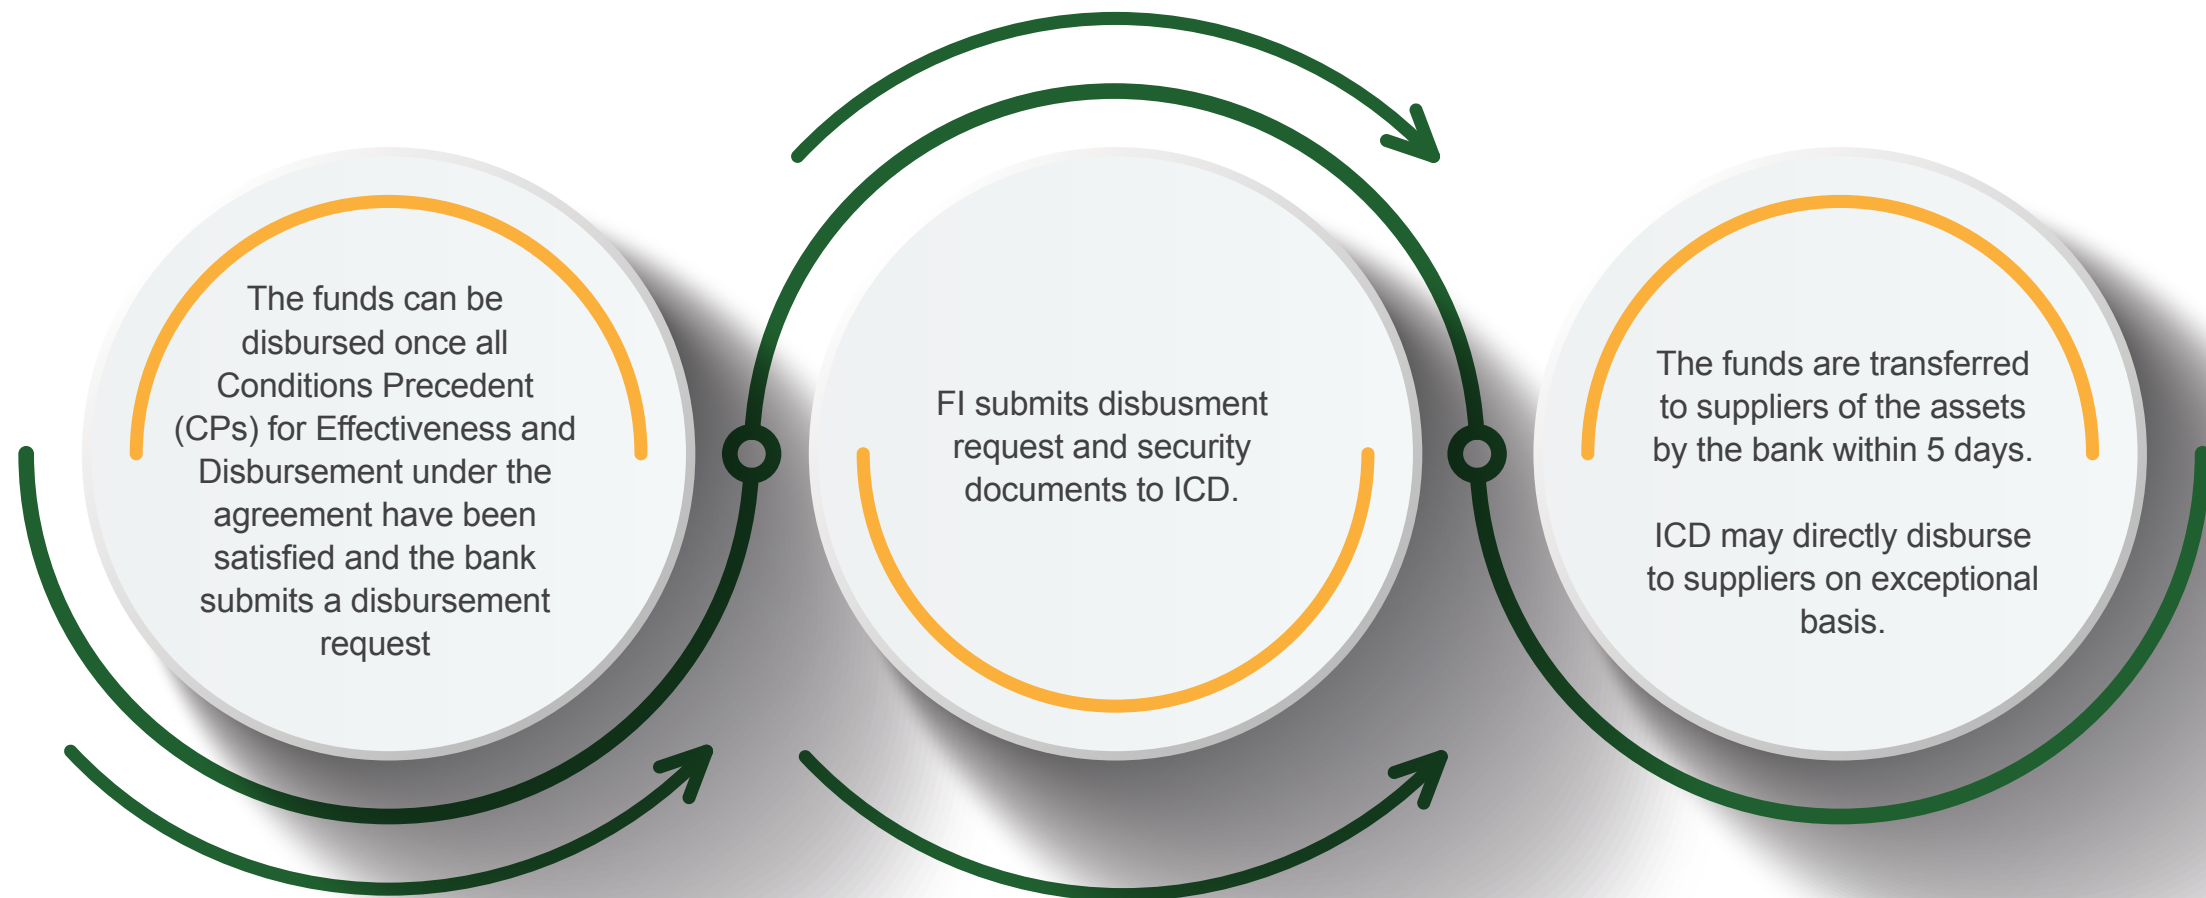 The funds can be
disbursed once all
Conditions Precedent
(CPs) for Effectiveness and
Disbursement under the
agreement have been
satisfied and the bank
submits a disbursement
request
FI submits disbusment
request and security
documents to ICD.
The funds are transferred
to suppliers of the assets
by the bank within 5 days.
ICD may directly disburse
to suppliers on exceptional
basis.